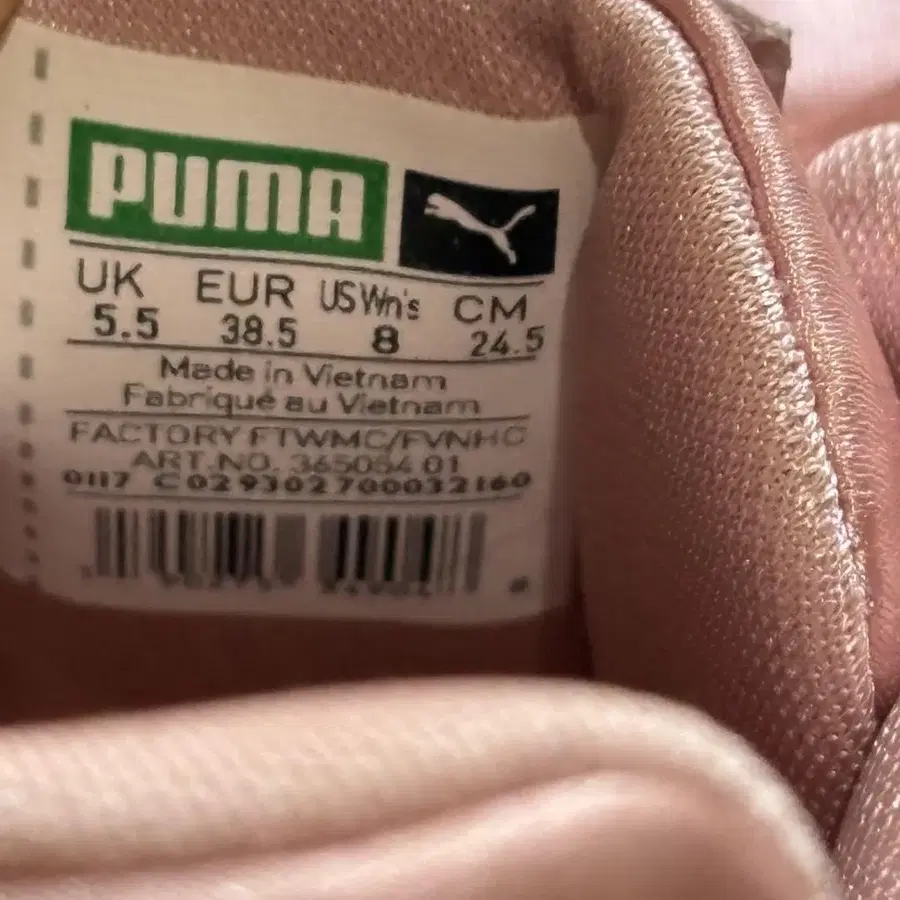 PUMA
UK EUR US Wn's CM
5.5 38.5 8 24.5
Made in Vietnam
Fabriqué au Vietnam
FACTORY FTWMC/FVNHC
ART.NO. 365054 01
0117 C 029302700032160